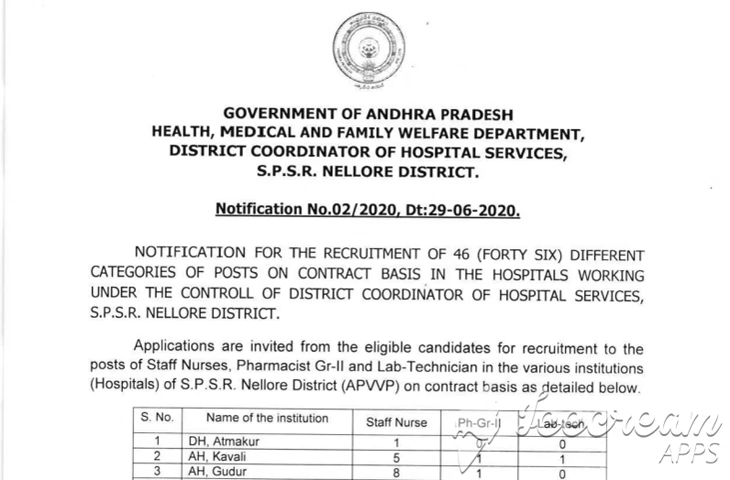 GOVERNMENT OF ANDHRA PRADESH
HEALTH, MEDICAL AND FAMILY WELFARE DEPARTMENT,
DISTRICT COORDINATOR OF HOSPITAL SERVICES,
S.P.S.R. NELLORE DISTRICT.
Notification No.02/2020, Dt:29-06-2020.
NOTIFICATION FOR THE RECRUITMENT OF 46 (FORTY SIX) DIFFERENT
CATEGORIES OF POSTS ON CONTRACT BASIS IN THE HOSPITALS WORKING
UNDER THE CONTROLL OF DISTRICT COORDINATOR OF HOSPITAL SERVICES,
S.P.S.R. NELLORE DISTRICT.
Applications are invited from the eligible candidates for recruitment to the
posts of Staff Nurses, Pharmacist Gr-II and Lab-Technician in the various institutions
(Hospitals) of S.P.S.R. Nellore District (APVVP) on contract basis as detailed below.
S. No. Name of the institution Staff Nurse Ph-Gr-II Lab-tech
1 DH, Atmakur 1 0 0
2 AH, Kavali 5 1 1
3 AH, Gudur 8 1 0
Icecream
APPS